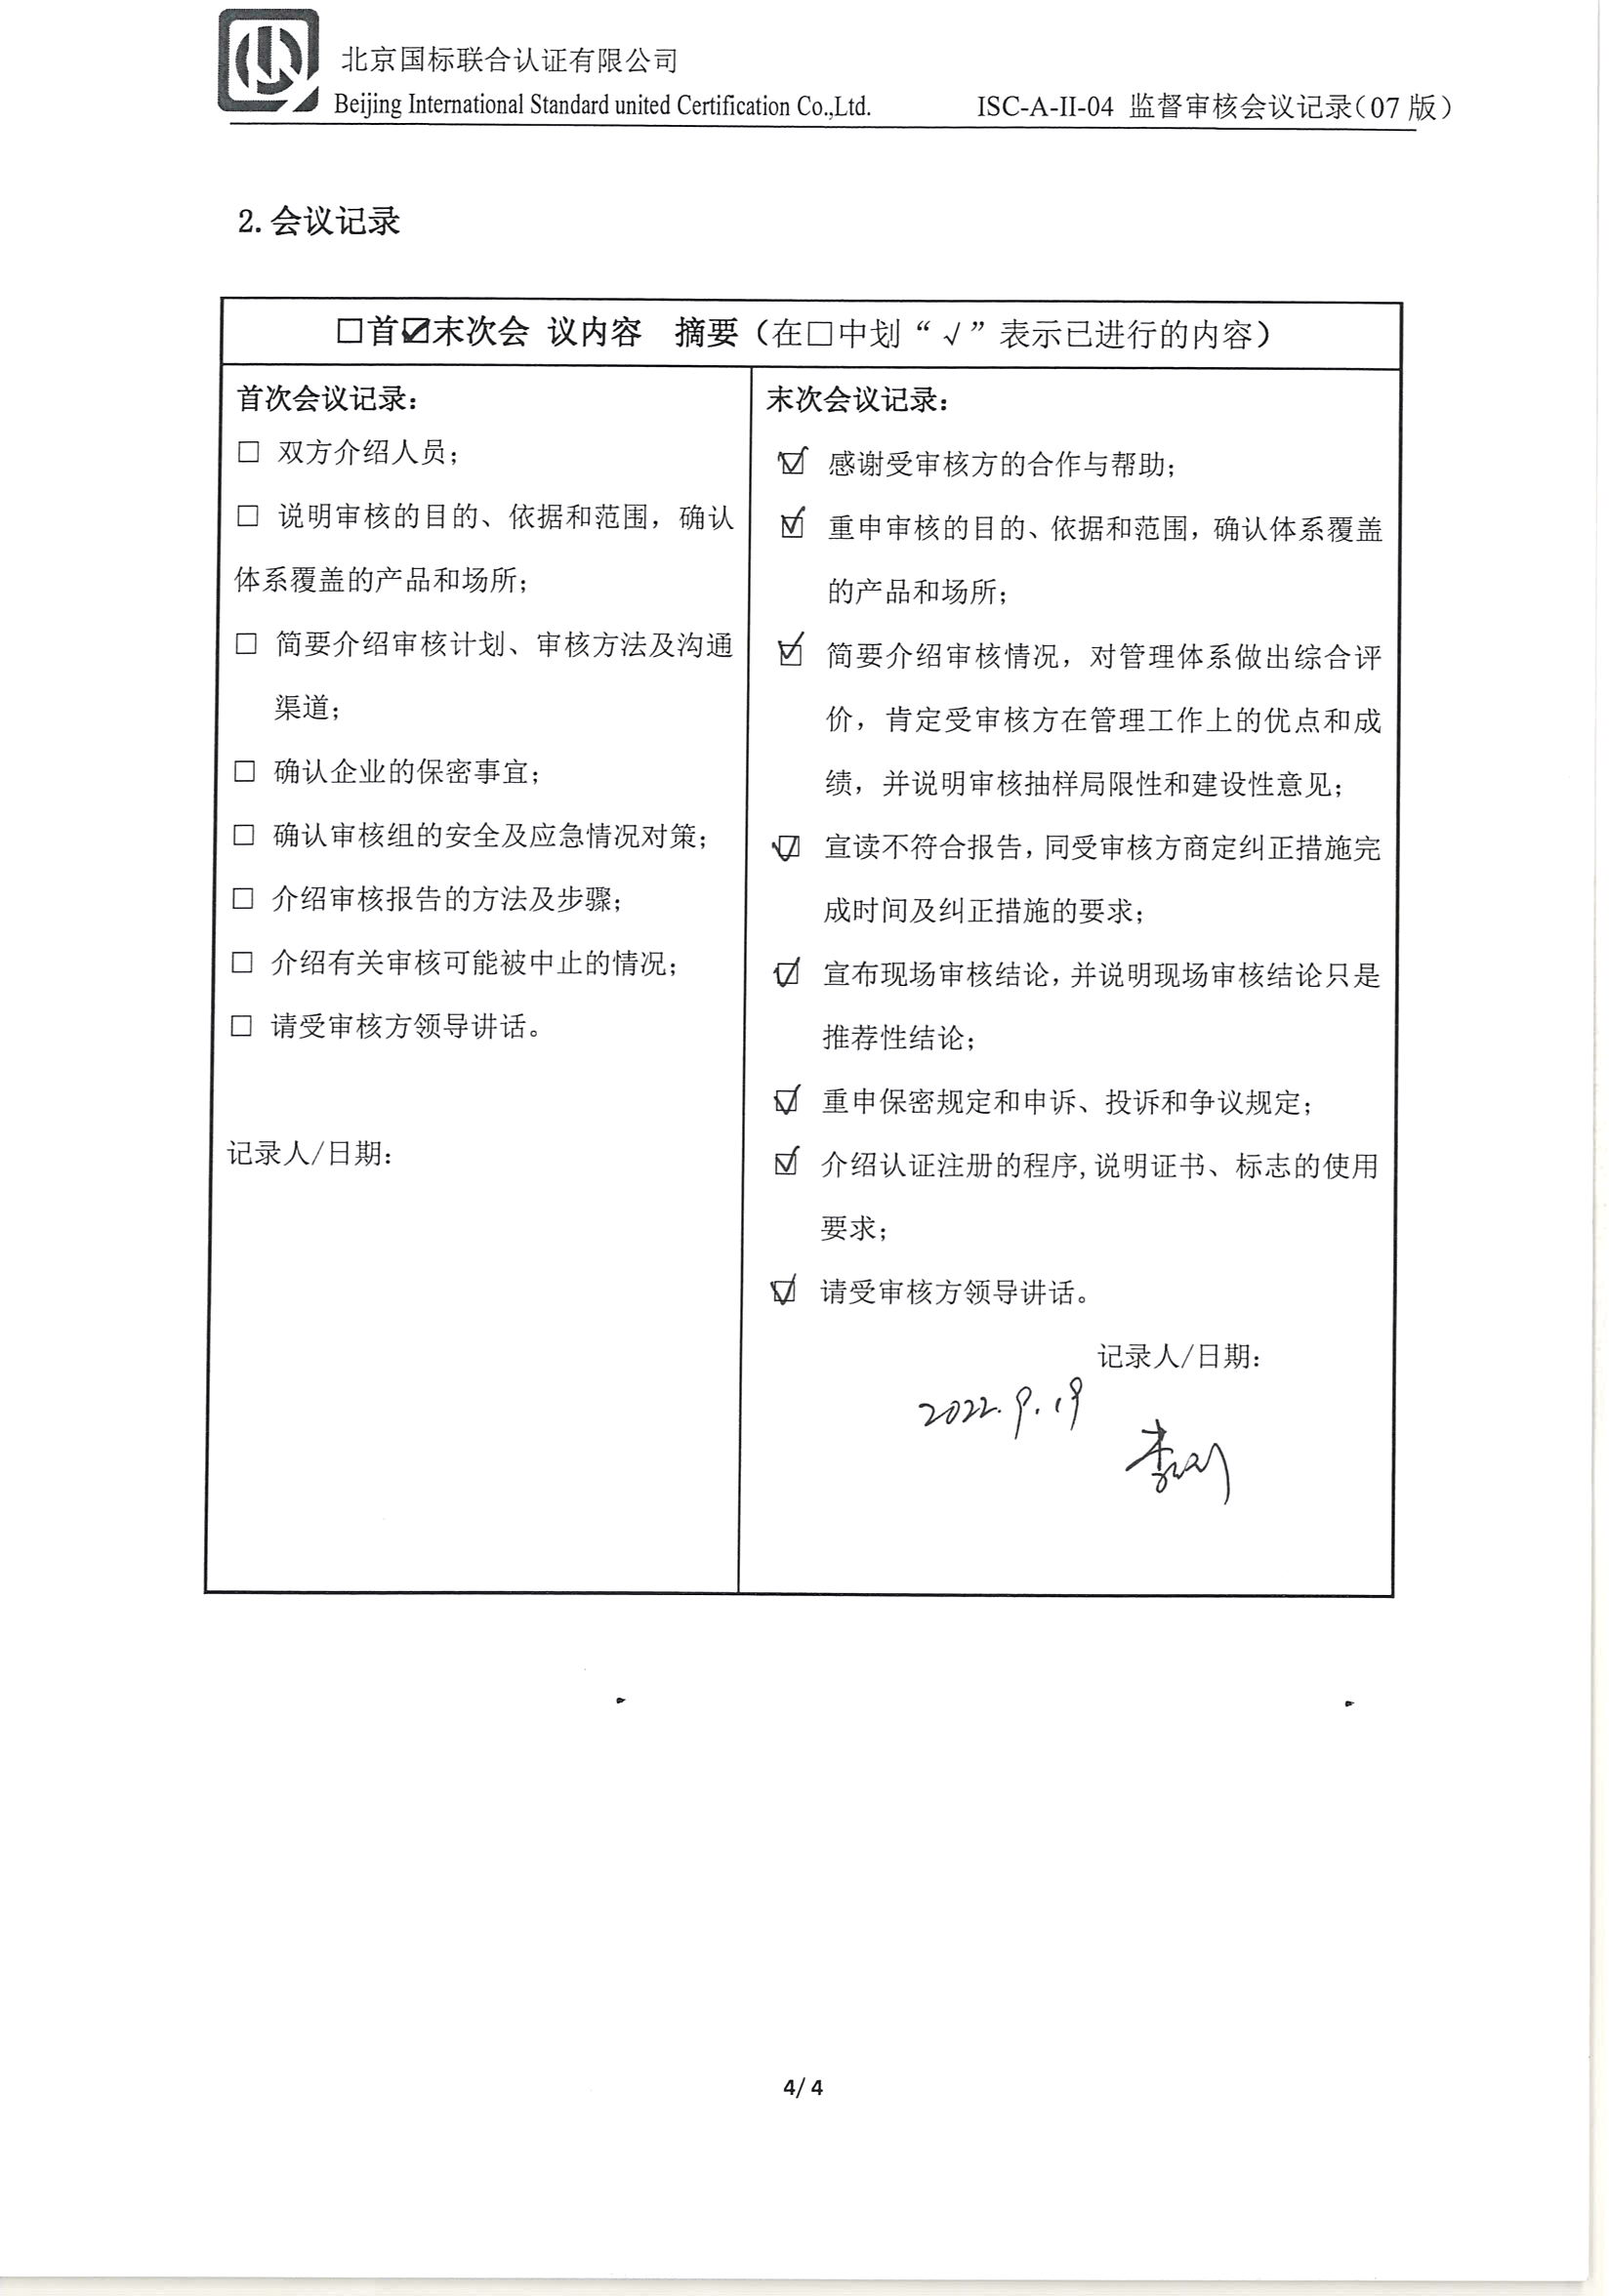 北京国标联合认证有限公司
Beijing International Standard united Certification Co.,Ltd.
ISC-A-II-04 监督审核会议记录（07 版）
2. 会议记录
□首☑末次会 议内容 摘要（在□中划“√”表示已进行的内容）
首次会议记录：
□ 双方介绍人员；
□ 说明审核的目的、依据和范围，确认
体系覆盖的产品和场所；
□ 简要介绍审核计划、审核方法及沟通
渠道；
□ 确认企业的保密事宜；
□ 确认审核组的安全及应急情况对策；
□ 介绍审核报告的方法及步骤；
□ 介绍有关审核可能被中止的情况；
□ 请受审核方领导讲话。
记录人/日期：
末次会议记录：
☑ 感谢受审核方的合作与帮助；
☑ 重申审核的目的、依据和范围，确认体系覆盖
的产品和场所；
☑ 简要介绍审核情况，对管理体系做出综合评
价，肯定受审核方在管理工作上的优点和成
绩，并说明审核抽样局限性和建设性意见；
☑ 宣读不符合报告，同受审核方商定纠正措施完
成时间及纠正措施的要求；
☑ 宣布现场审核结论，并说明现场审核结论只是
推荐性结论；
☑ 重申保密规定和申诉、投诉和争议规定；
☑ 介绍认证注册的程序,说明证书、标志的使用
要求；
☑ 请受审核方领导讲话。
记录人/日期：
2022.9.19
4/ 4